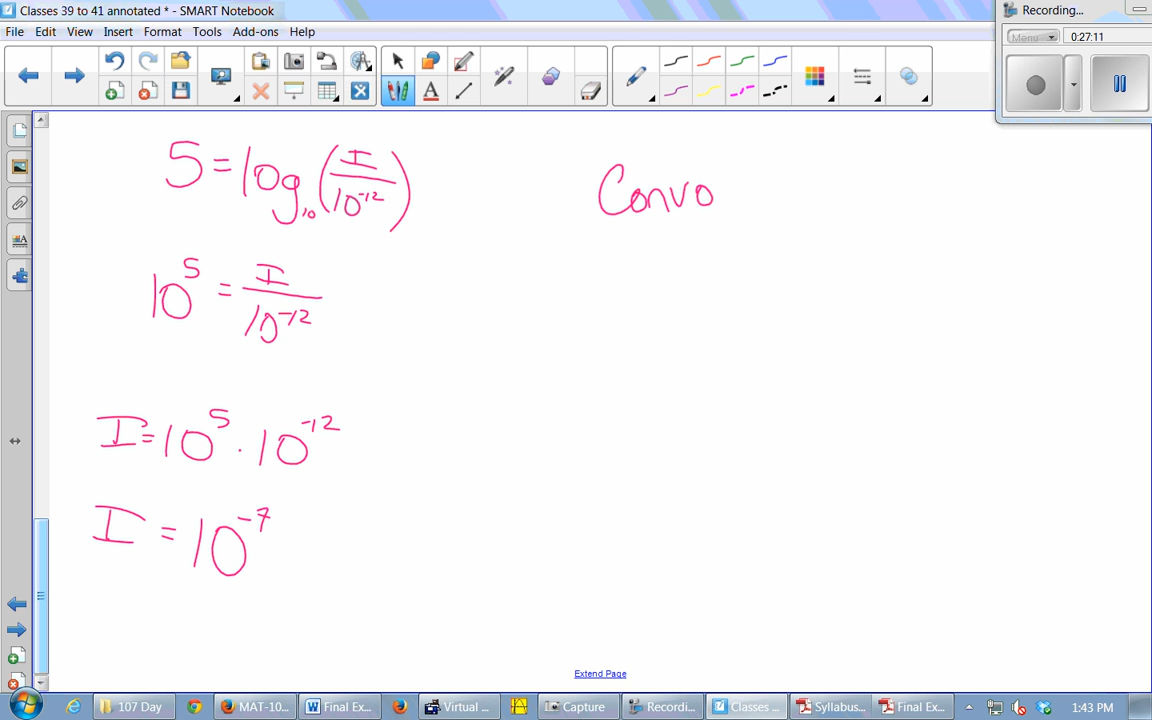 Classes 39 to 41 annotated * - SMART Notebook
Recording...
File Edit View Insert Format Tools Add-ons Help
Menu
0:27:11
5 = log₁₀(I/10⁻¹²)
Convo
10⁵ = I/10⁻¹²
I = 10⁵ · 10⁻¹²
I = 10⁻⁷
Extend Page
107 Day MAT-10... Final Ex... Virtual ... Capture Recordi... Classes ... Syllabus... Final Ex... 1:43 PM